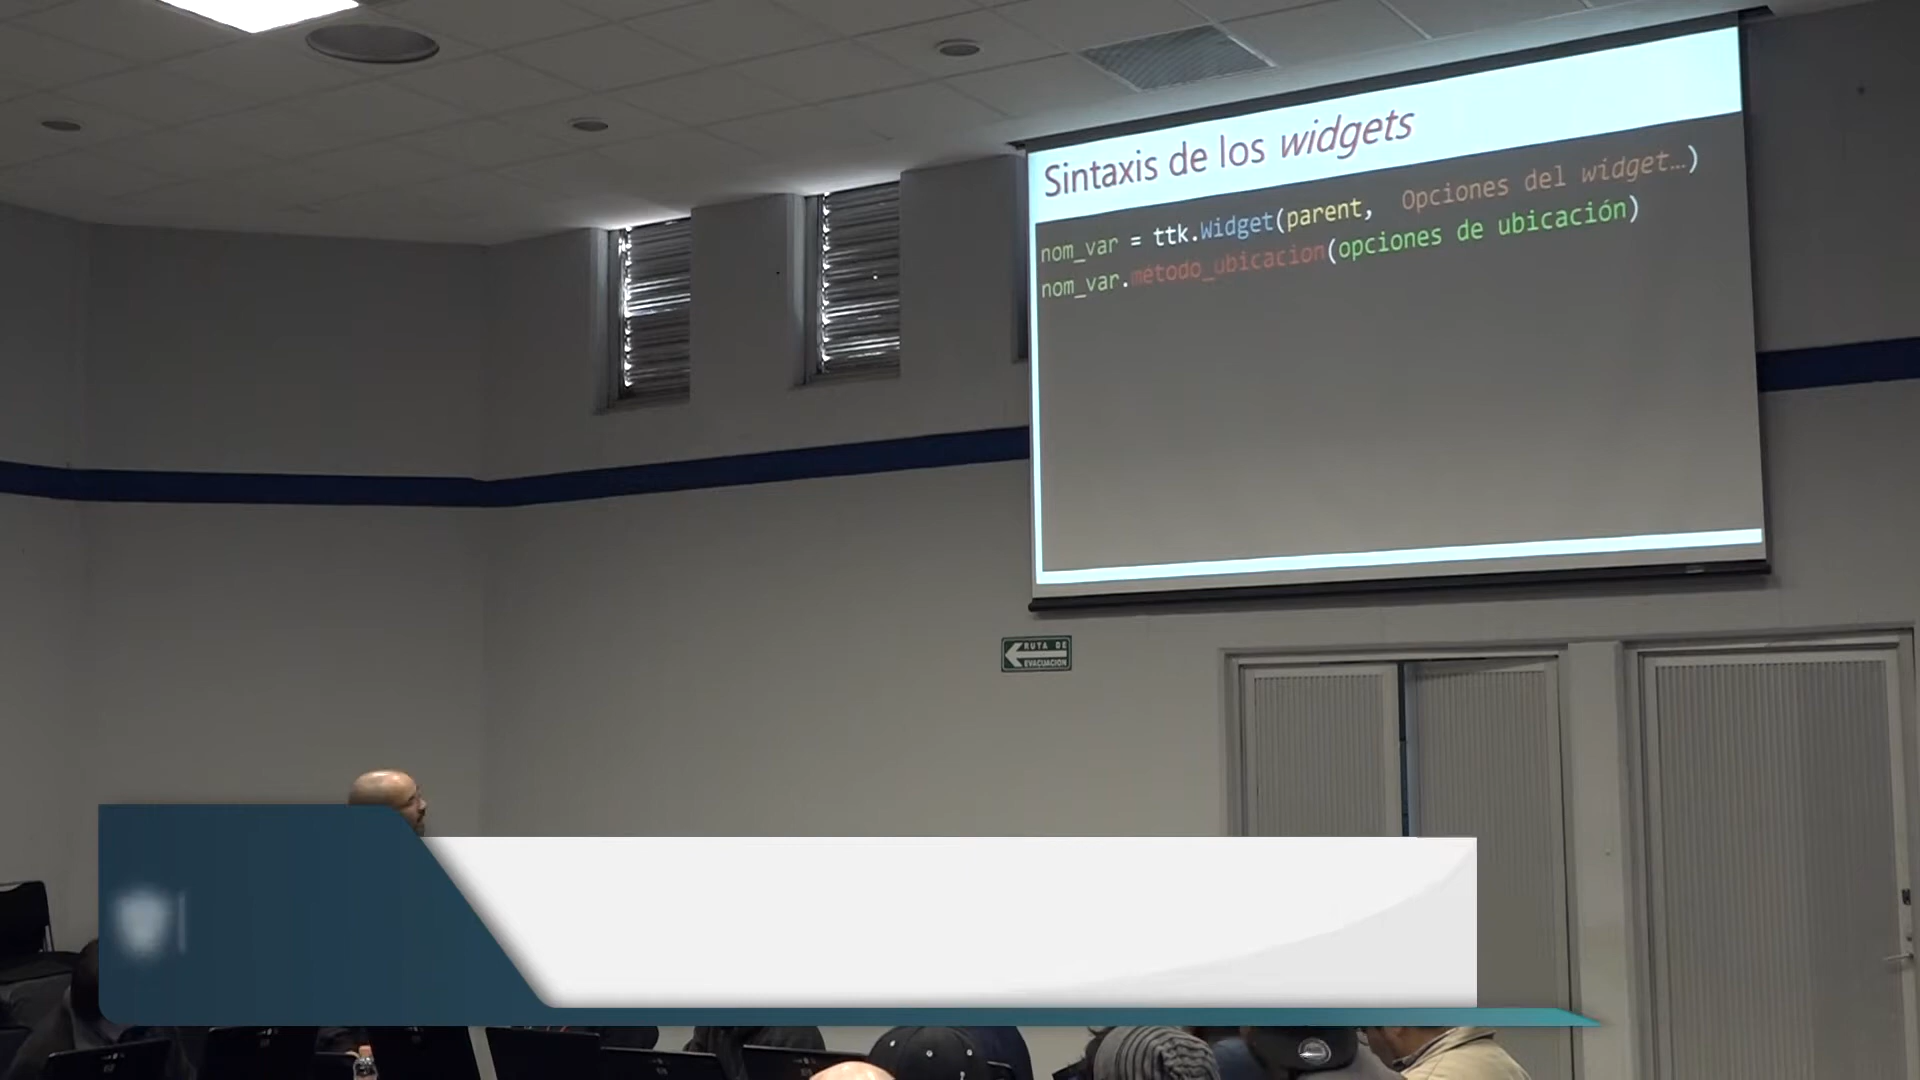 Sintaxis de los widgets
nom_var = ttk.Widget(parent, Opciones del widget…)
nom_var.método_ubicacion(opciones de ubicación)
RUTA DE
EVACUACION